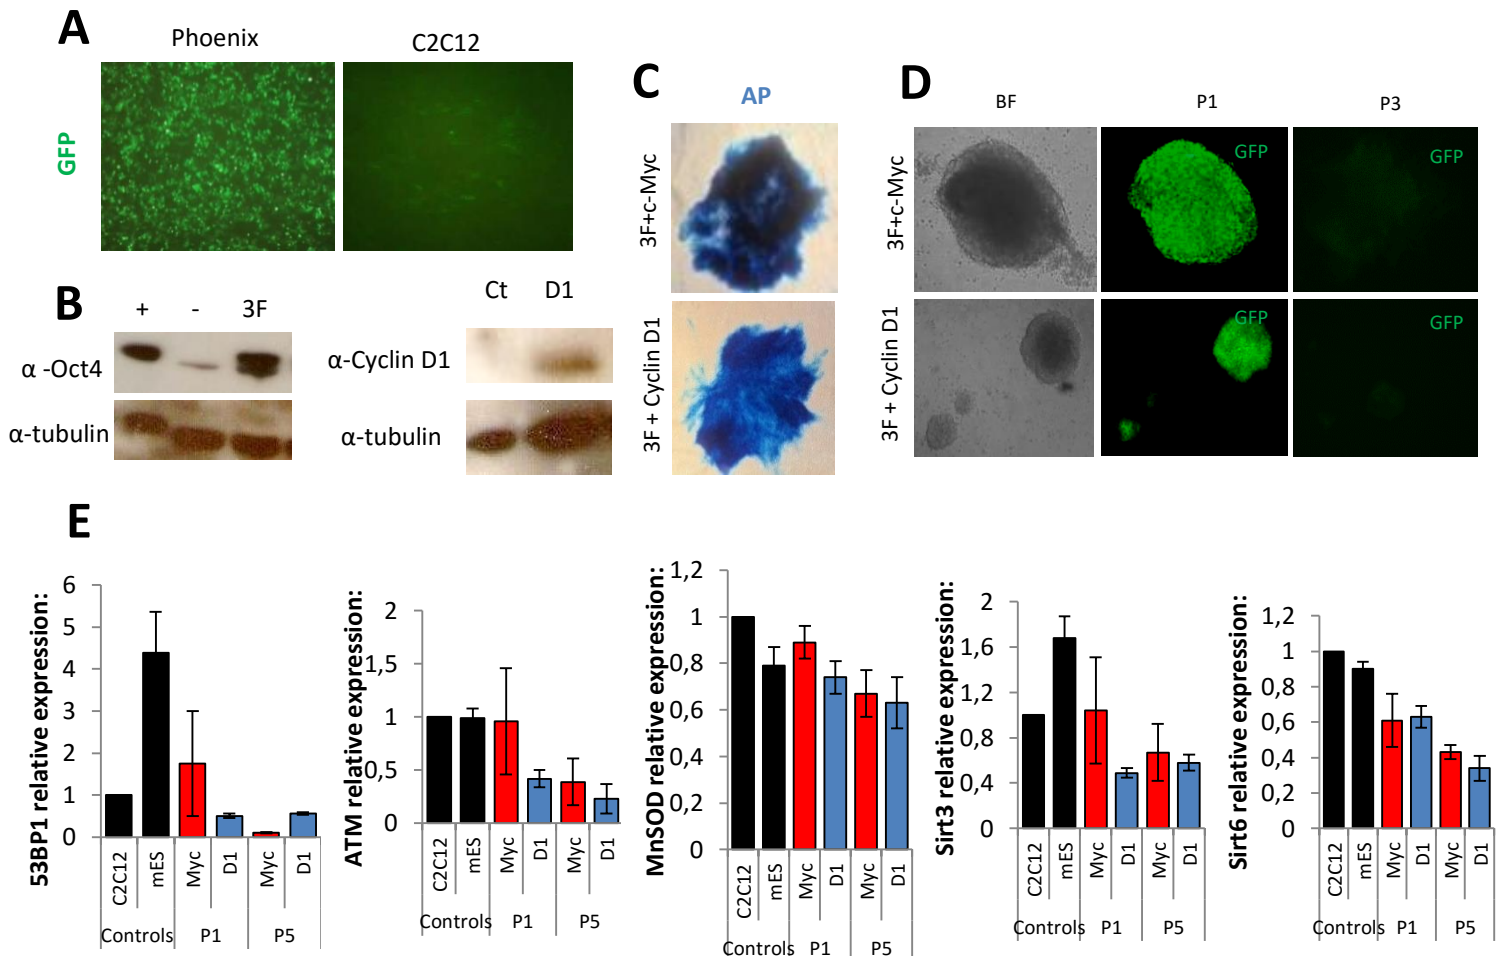 A
Phoenix
C2C12
GFP
B
+ - 3F
α -Oct4
α-tubulin
Ct D1
α-Cyclin D1
α-tubulin
C
AP
3F+c-Myc
3F + Cyclin D1
D
BF P1 P3
3F+c-Myc
GFP
GFP
3F + Cyclin D1
GFP
GFP
E
53BP1 relative expression:
6
5
4
3
2
1
0
C2C12 mES Myc D1 Myc D1
Controls P1 P5
ATM relative expression:
2
1,5
1
0,5
0
C2C12 mES Myc D1 Myc D1
Controls P1 P5
MnSOD relative expression:
1,2
1
0,8
0,6
0,4
0,2
0
C2C12 mES Myc D1 Myc D1
Controls P1 P5
Sirt3 relative expression:
2
1,6
1,2
0,8
0,4
0
C2C12 mES Myc D1 Myc D1
Controls P1 P5
Sirt6 relative expression:
1,2
1
0,8
0,6
0,4
0,2
0
C2C12 mES Myc D1 Myc D1
Controls P1 P5